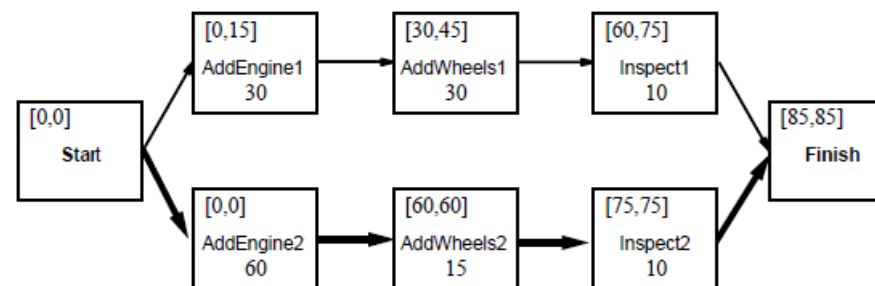 [0,15]
AddEngine1
30
[30,45]
AddWheels1
30
[60,75]
Inspect1
10
[0,0]
Start
[85,85]
Finish
[0,0]
AddEngine2
60
[60,60]
AddWheels2
15
[75,75]
Inspect2
10